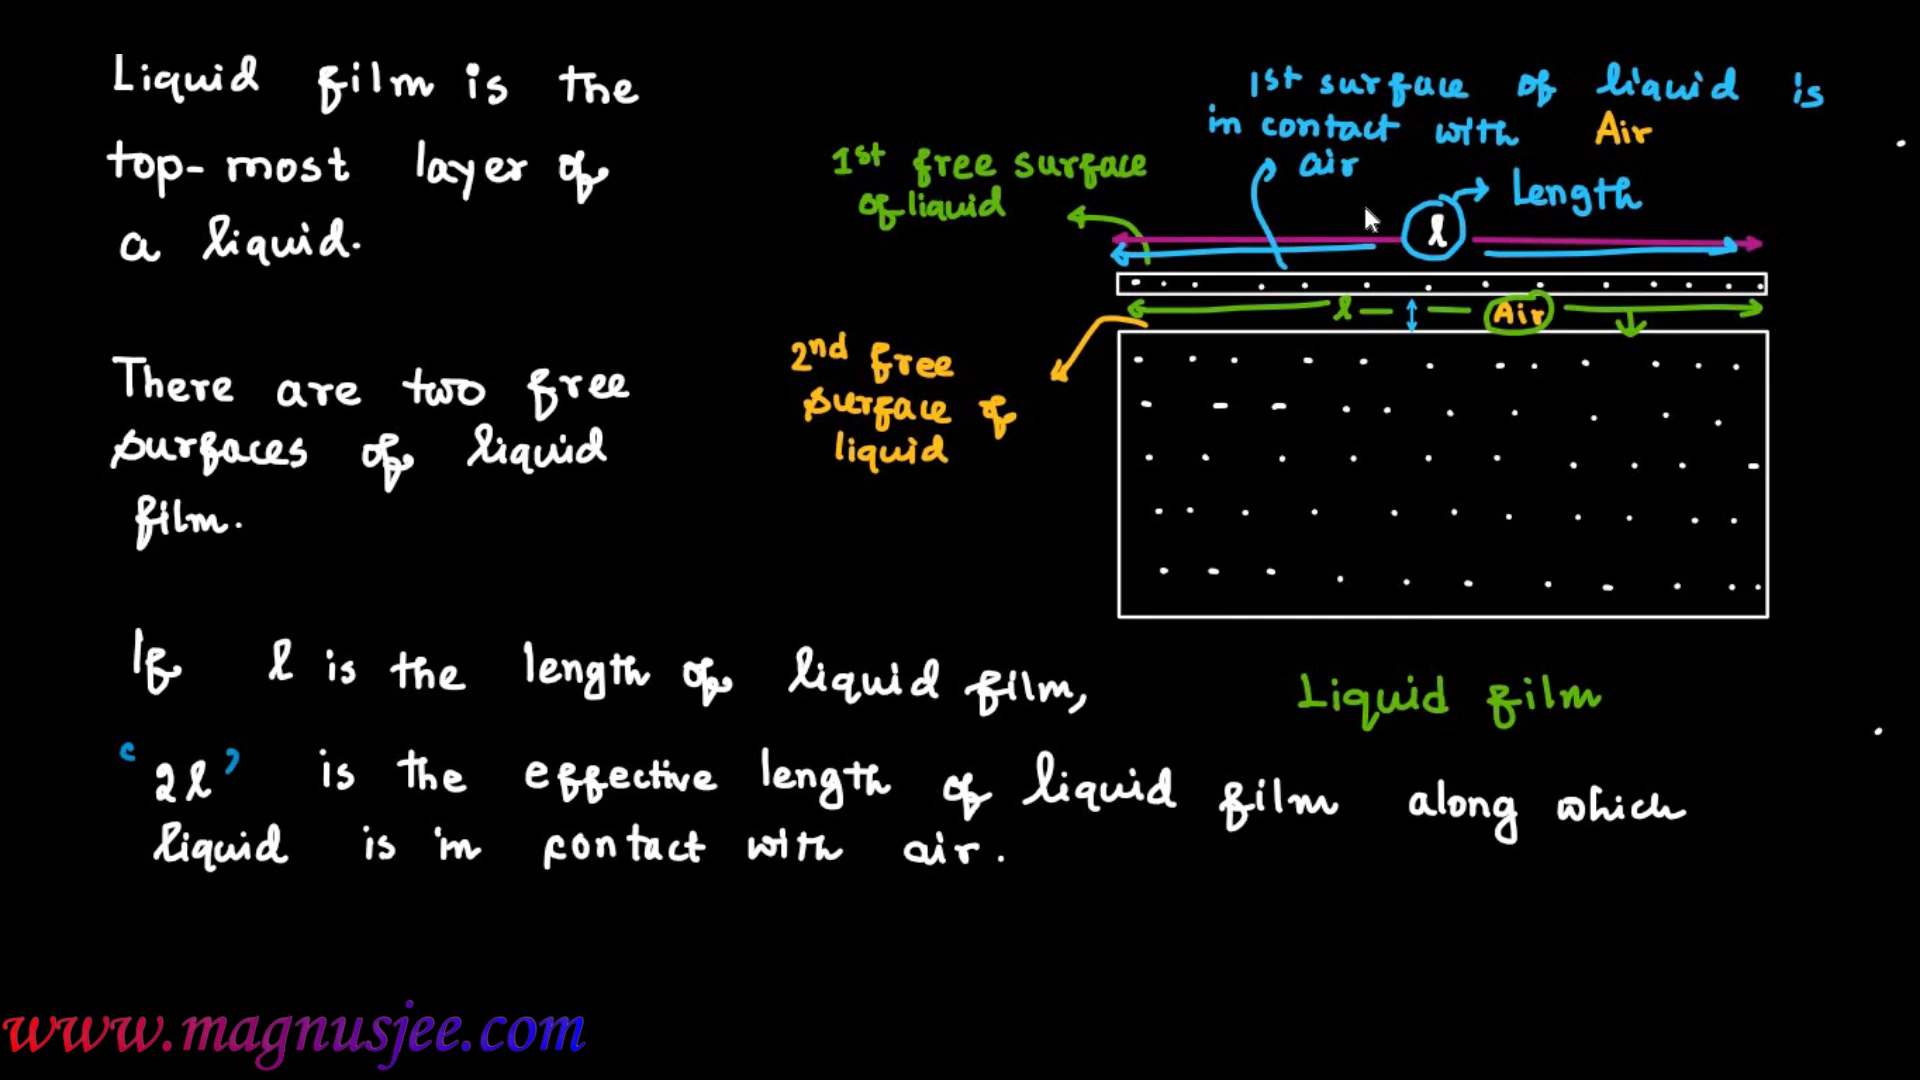 Liquid film is the
top-most layer of
a liquid.
There are two free
surfaces of liquid
film.
1st surface of liquid is
in contact with Air
air
1st free surface
of liquid
l Length
l Air
2nd free
surface of
liquid
Liquid film
If l is the length of liquid film,
'2l' is the effective length of liquid film along which
liquid is in contact with air.
www.magnusjee.com